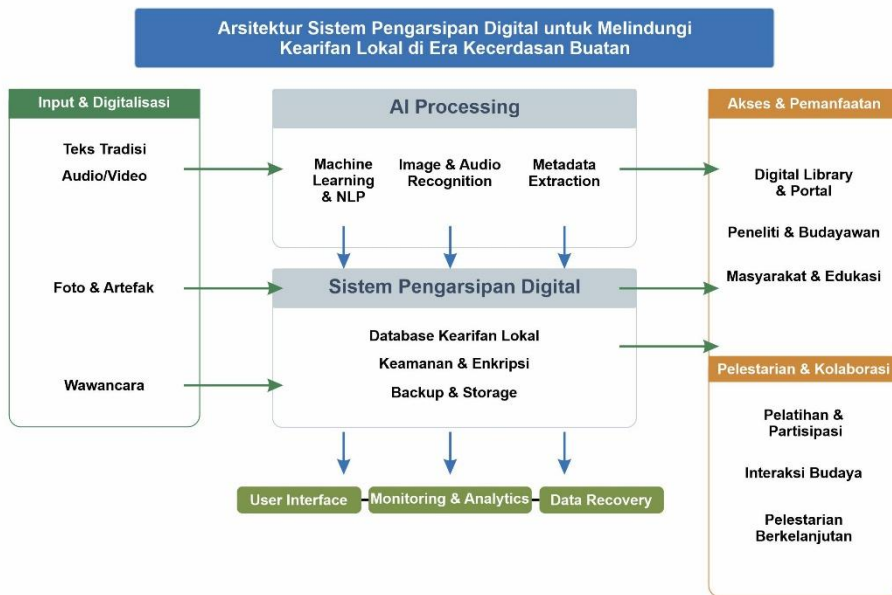 Arsitektur Sistem Pengarsipan Digital untuk Melindungi
Kearifan Lokal di Era Kecerdasan Buatan
Input & Digitalisasi
Teks Tradisi
Audio/Video
Foto & Artefak
Wawancara
AI Processing
Machine
Learning
& NLP
Image & Audio
Recognition
Metadata
Extraction
Sistem Pengarsipan Digital
Database Kearifan Lokal
Keamanan & Enkripsi
Backup & Storage
User Interface
Monitoring & Analytics
Data Recovery
Akses & Pemanfaatan
Digital Library
& Portal
Peneliti & Budayawan
Masyarakat & Edukasi
Pelestarian & Kolaborasi
Pelatihan &
Partisipasi
Interaksi Budaya
Pelestarian
Berkelanjutan